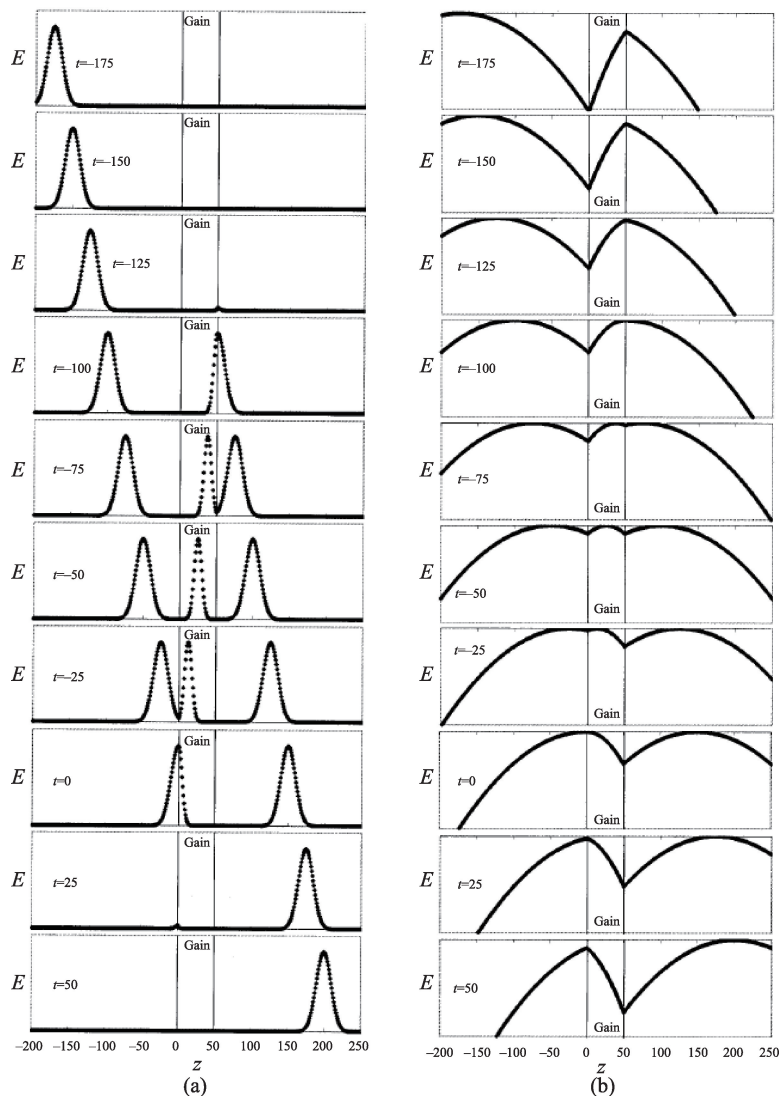 Gain
E
t=–175
Gain
E
t=–150
Gain
E
t=–125
Gain
E
t=–100
Gain
E
t=–75
Gain
E
t=–50
Gain
E
t=–25
Gain
E
t=0
Gain
E
t=25
Gain
E
t=50
–200 –150 –100 –50 0 50 100 150 200 250
z
(a)
Gain
E
t=–175
E
t=–150
Gain
E
t=–125
Gain
E
t=–100
Gain
E
t=–75
Gain
E
t=–50
Gain
E
t=–25
Gain
E
t=0
Gain
E
t=25
Gain
E
t=50
Gain
–200 –150 –100 –50 0 50 100 150 200 250
z
(b)